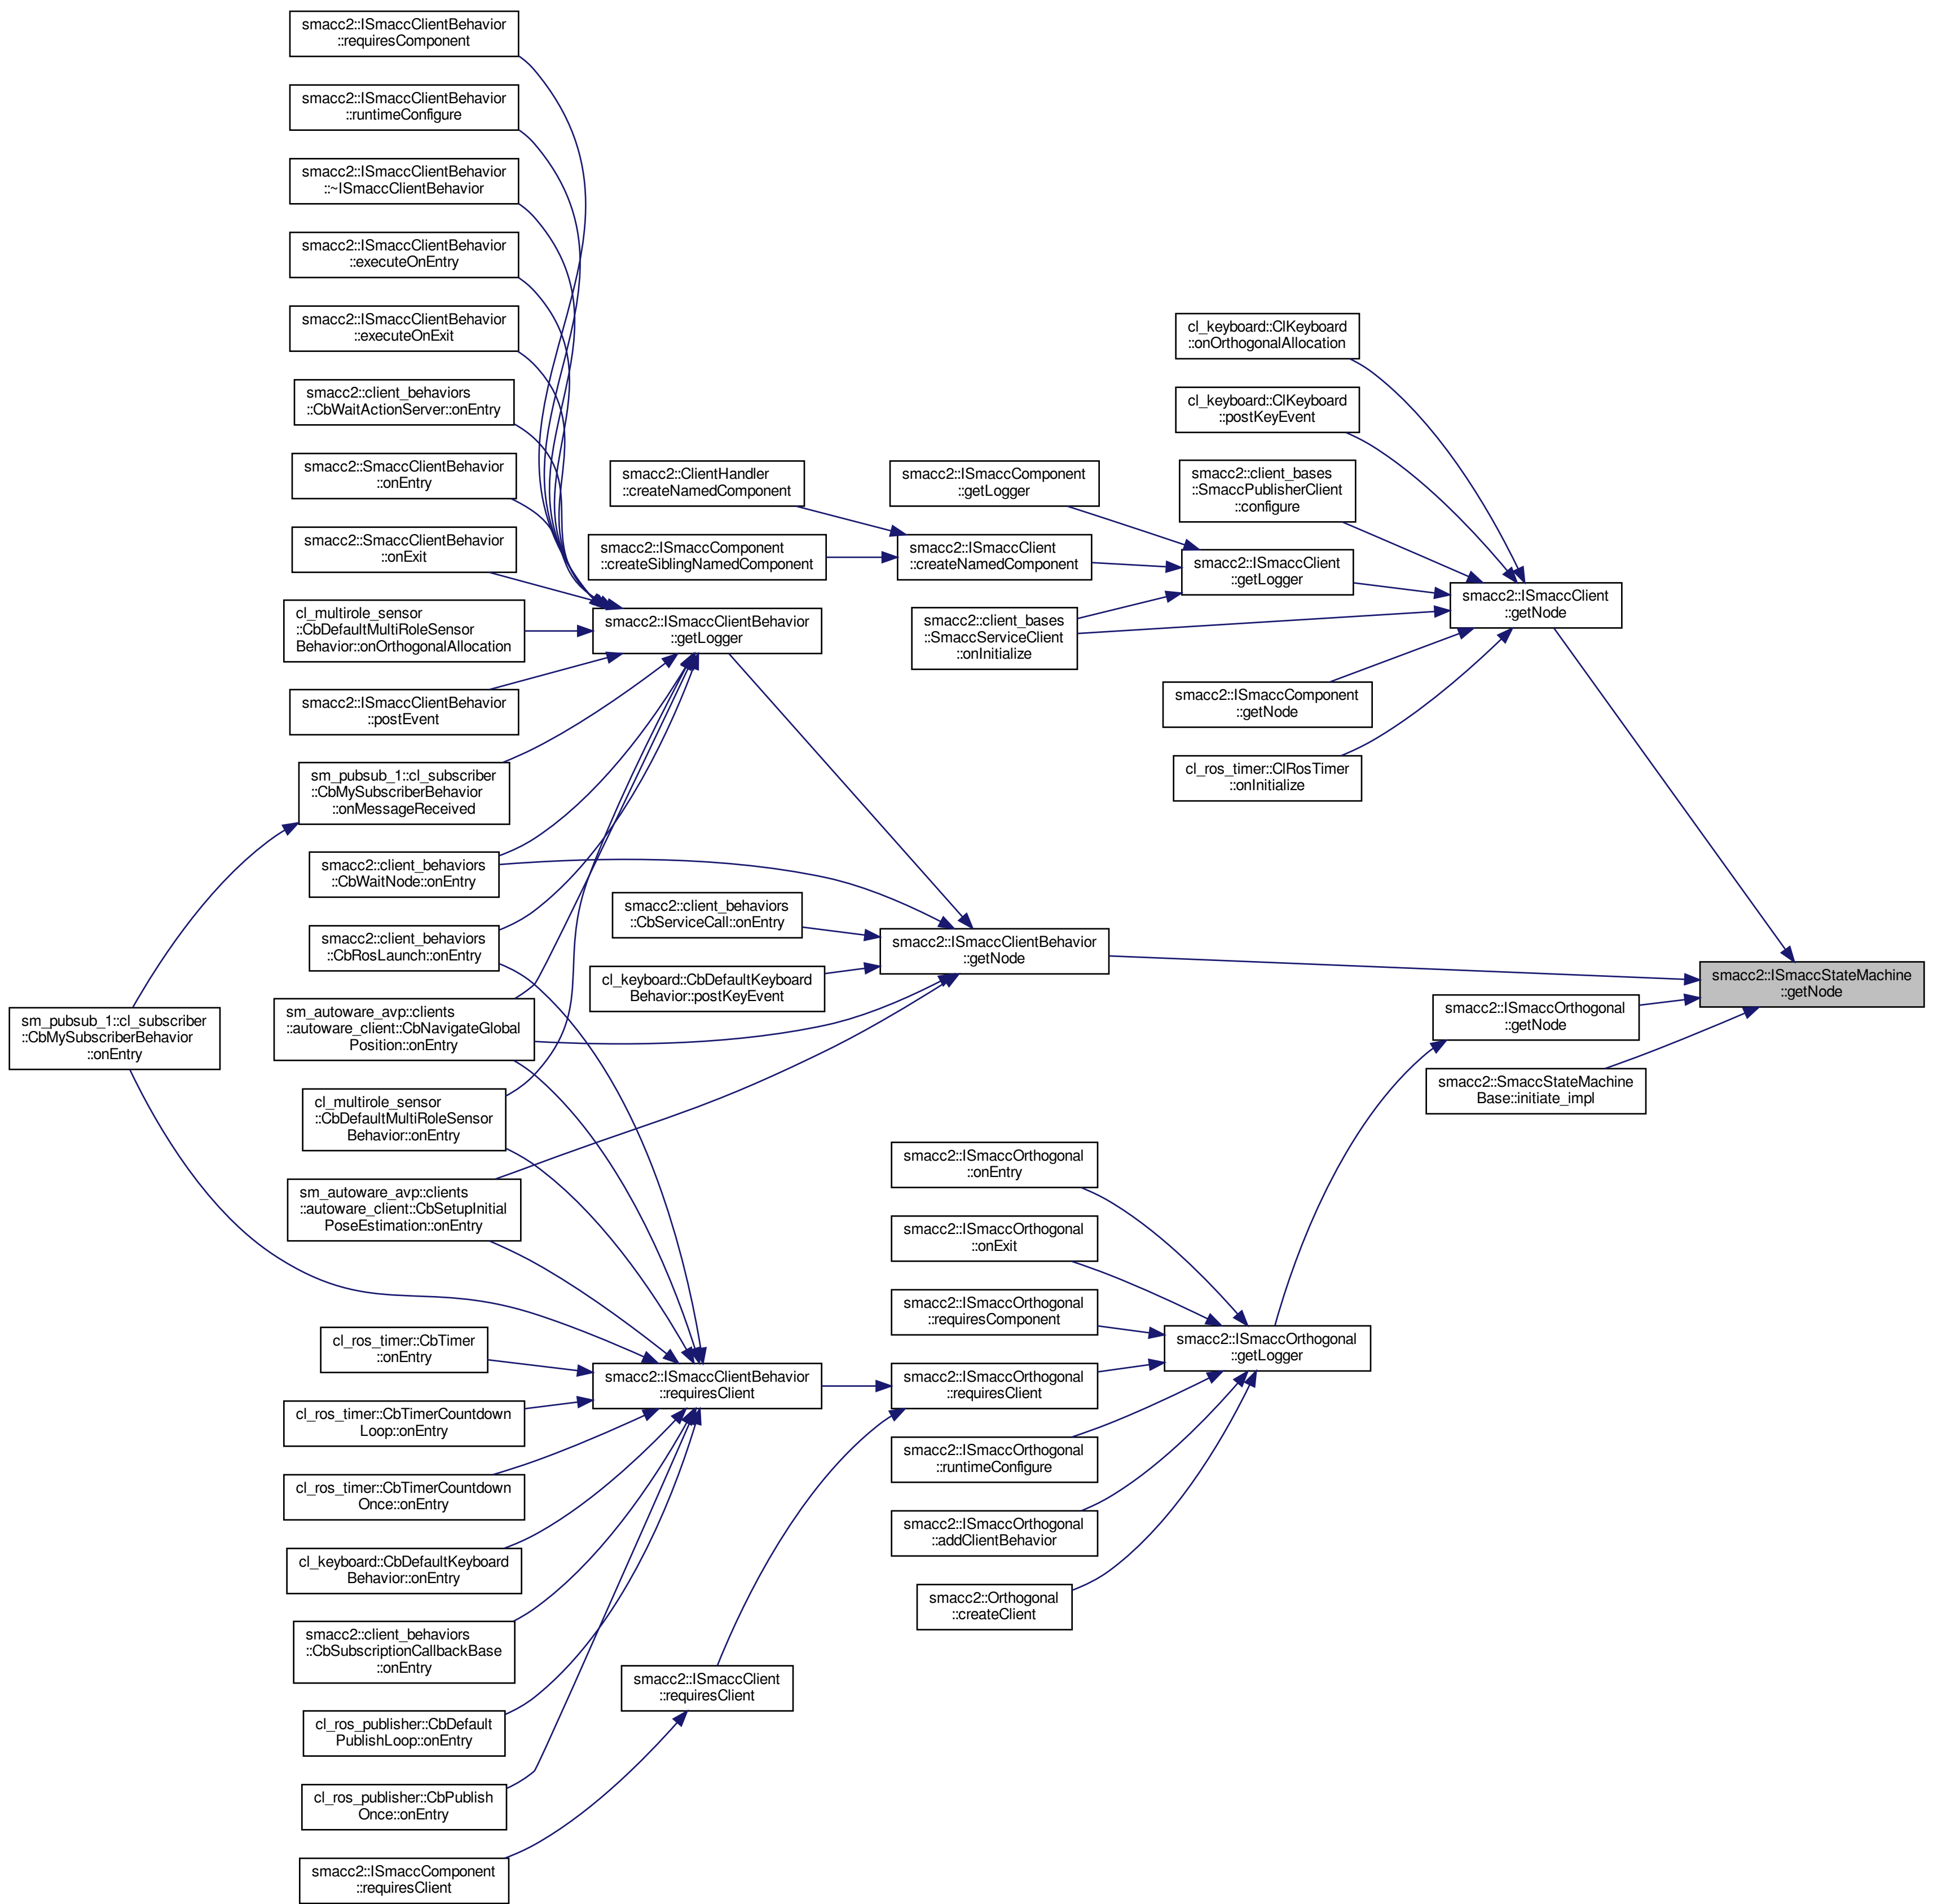 smacc2::ISmaccClientBehavior
::requiresComponent
smacc2::ISmaccClientBehavior
::runtimeConfigure
smacc2::ISmaccClientBehavior
::~ISmaccClientBehavior
smacc2::ISmaccClientBehavior
::executeOnEntry
smacc2::ISmaccClientBehavior
::executeOnExit
smacc2::client_behaviors
::CbWaitActionServer::onEntry
smacc2::SmaccClientBehavior
::onEntry
smacc2::SmaccClientBehavior
::onExit
cl_multirole_sensor
::CbDefaultMultiRoleSensor
Behavior::onOrthogonalAllocation
smacc2::ISmaccClientBehavior
::postEvent
sm_pubsub_1::cl_subscriber
::CbMySubscriberBehavior
::onMessageReceived
smacc2::client_behaviors
::CbWaitNode::onEntry
smacc2::client_behaviors
::CbRosLaunch::onEntry
sm_autoware_avp::clients
::autoware_client::CbNavigateGlobal
Position::onEntry
cl_multirole_sensor
::CbDefaultMultiRoleSensor
Behavior::onEntry
sm_autoware_avp::clients
::autoware_client::CbSetupInitial
PoseEstimation::onEntry
cl_ros_timer::CbTimer
::onEntry
cl_ros_timer::CbTimerCountdown
Loop::onEntry
cl_ros_timer::CbTimerCountdown
Once::onEntry
cl_keyboard::CbDefaultKeyboard
Behavior::onEntry
smacc2::client_behaviors
::CbSubscriptionCallbackBase
::onEntry
cl_ros_publisher::CbDefault
PublishLoop::onEntry
cl_ros_publisher::CbPublish
Once::onEntry
smacc2::ISmaccComponent
::requiresClient
sm_pubsub_1::cl_subscriber
::CbMySubscriberBehavior
::onEntry
smacc2::ClientHandler
::createNamedComponent
smacc2::ISmaccComponent
::createSiblingNamedComponent
smacc2::ISmaccClientBehavior
::getLogger
smacc2::client_behaviors
::CbServiceCall::onEntry
cl_keyboard::CbDefaultKeyboard
Behavior::postKeyEvent
smacc2::ISmaccClientBehavior
::requiresClient
smacc2::ISmaccClient
::requiresClient
smacc2::ISmaccComponent
::getLogger
smacc2::ISmaccClient
::createNamedComponent
smacc2::client_bases
::SmaccServiceClient
::onInitialize
smacc2::ISmaccClientBehavior
::getNode
smacc2::ISmaccOrthogonal
::onEntry
smacc2::ISmaccOrthogonal
::onExit
smacc2::ISmaccOrthogonal
::requiresComponent
smacc2::ISmaccOrthogonal
::requiresClient
smacc2::ISmaccOrthogonal
::runtimeConfigure
smacc2::ISmaccOrthogonal
::addClientBehavior
smacc2::Orthogonal
::createClient
cl_keyboard::ClKeyboard
::onOrthogonalAllocation
cl_keyboard::ClKeyboard
::postKeyEvent
smacc2::client_bases
::SmaccPublisherClient
::configure
smacc2::ISmaccClient
::getLogger
smacc2::ISmaccComponent
::getNode
cl_ros_timer::ClRosTimer
::onInitialize
smacc2::ISmaccOrthogonal
::getLogger
smacc2::ISmaccClient
::getNode
smacc2::ISmaccOrthogonal
::getNode
smacc2::SmaccStateMachine
Base::initiate_impl
smacc2::ISmaccStateMachine
::getNode